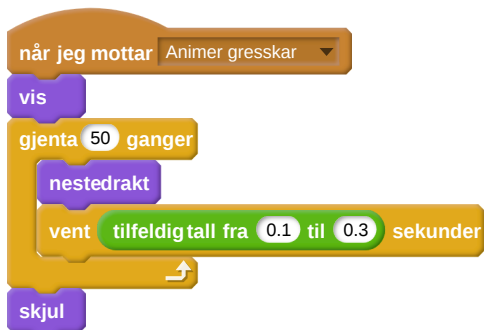 når jeg mottar Animer gresskar
vis
gjenta 50 ganger
nestedrakt
vent tilfeldig tall fra 0.1 til 0.3 sekunder
skjul